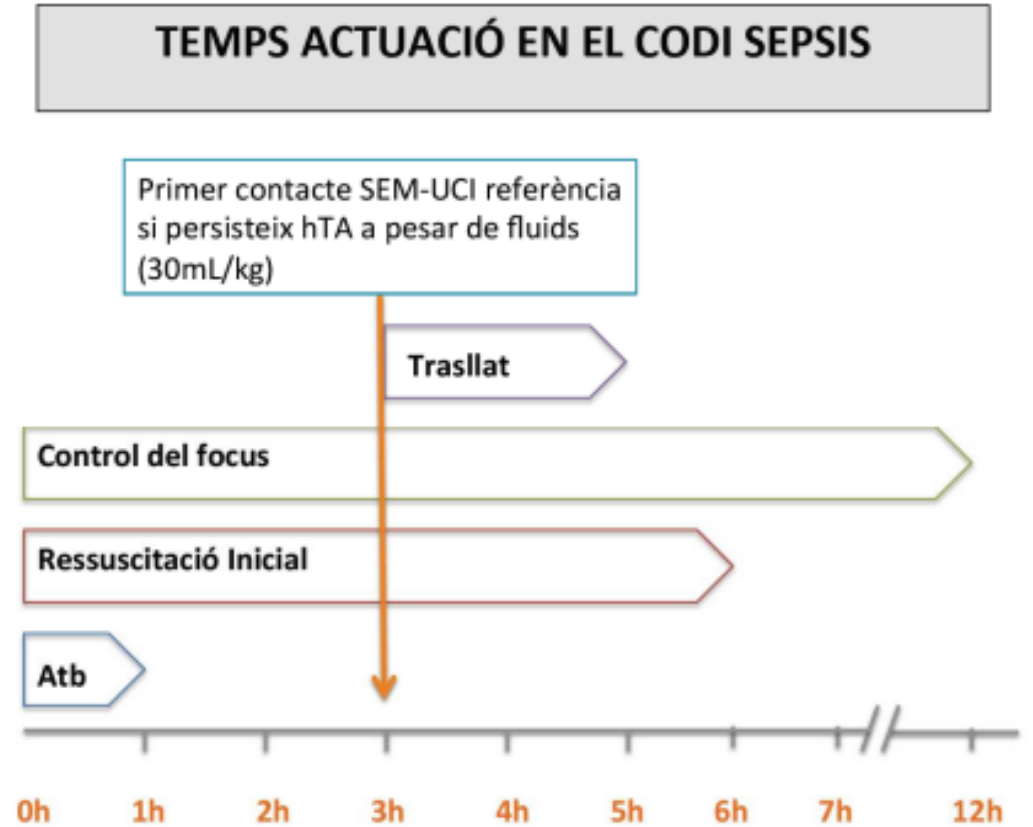 TEMPS ACTUACIÓ EN EL CODI SEPSIS
Primer contacte SEM-UCI referència
si persisteix hTA a pesar de fluids
(30mL/kg)
Trasllat
Control del focus
Ressuscitació Inicial
Atb
0h 1h 2h 3h 4h 5h 6h 7h 12h